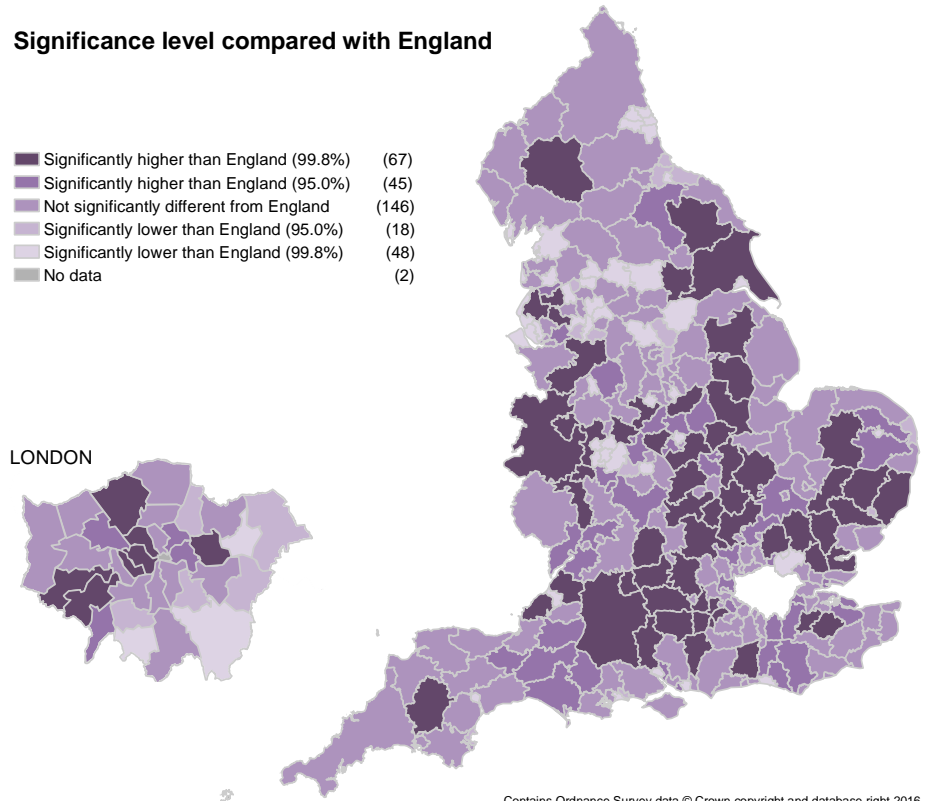 Significance level compared with England
Significantly higher than England (99.8%) (67)
Significantly higher than England (95.0%) (45)
Not significantly different from England (146)
Significantly lower than England (95.0%) (18)
Significantly lower than England (99.8%) (48)
No data (2)
LONDON
Contains Ordnance Survey data © Crown copyright and database right 2016